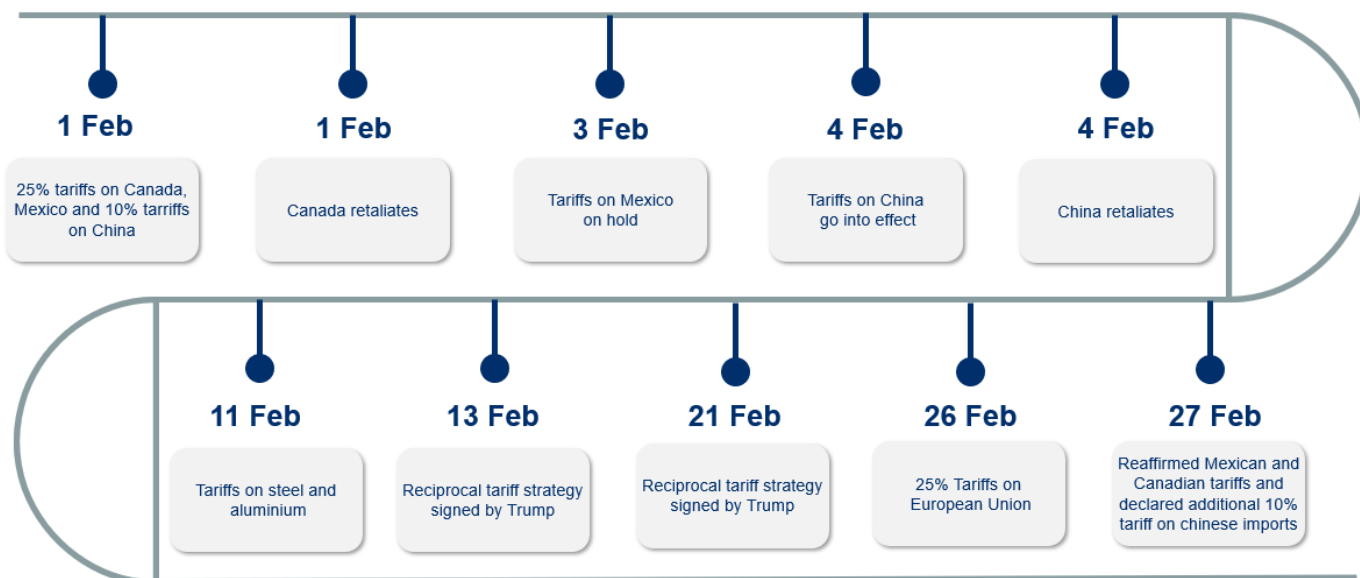 1 Feb
25% tariffs on Canada,
Mexico and 10% tarriffs
on China
1 Feb
Canada retaliates
3 Feb
Tariffs on Mexico
on hold
4 Feb
Tariffs on China
go into effect
4 Feb
China retaliates
11 Feb
Tariffs on steel and
aluminium
13 Feb
Reciprocal tariff strategy
signed by Trump
21 Feb
Reciprocal tariff strategy
signed by Trump
26 Feb
25% Tariffs on
European Union
27 Feb
Reaffirmed Mexican and
Canadian tariffs and
declared additional 10%
tariff on chinese imports